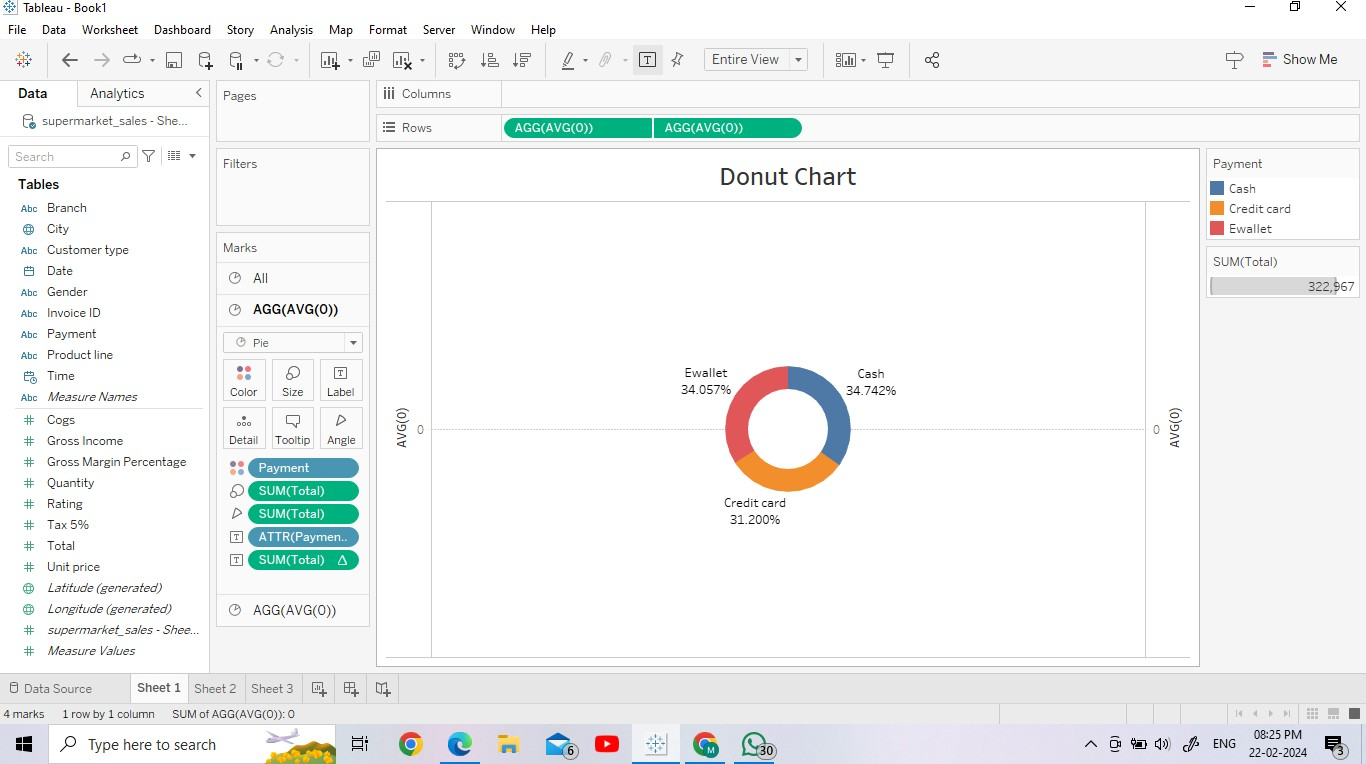 Tableau - Book1
File Data Worksheet Dashboard Story Analysis Map Format Server Window Help
Entire View
Show Me
Data Analytics
supermarket_sales - She...
Search
Tables
Abc Branch
City
Abc Customer type
Date
Abc Gender
Abc Invoice ID
Abc Payment
Abc Product line
Time
Abc Measure Names
# Cogs
# Gross Income
# Gross Margin Percentage
# Quantity
# Rating
# Tax 5%
# Total
# Unit price
Latitude (generated)
Longitude (generated)
# supermarket_sales - Shee...
# Measure Values
Pages
Filters
Marks
All
AGG(AVG(0))
Pie
Color Size Label
Detail Tooltip Angle
Payment
SUM(Total)
SUM(Total)
ATTR(Paymen..
SUM(Total) Δ
AGG(AVG(0))
Columns
Rows AGG(AVG(0)) AGG(AVG(0))
Donut Chart
AVG(0)
0
Ewallet
34.057%
Cash
34.742%
Credit card
31.200%
0
AVG(0)
Payment
Cash
Credit card
Ewallet
SUM(Total)
322,967
Data Source Sheet 1 Sheet 2 Sheet 3
4 marks 1 row by 1 column SUM of AGG(AVG(0)): 0
Type here to search
6
M
30
ENG
08:25 PM
22-02-2024
3